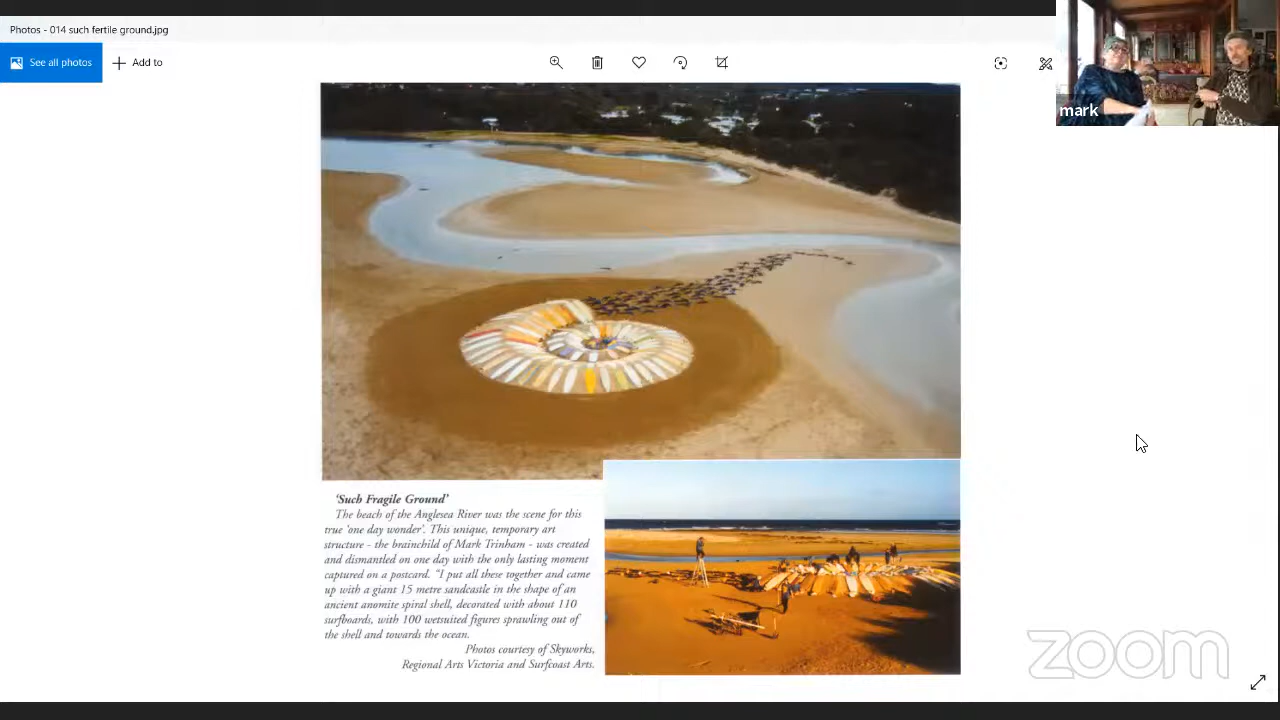 Photos - 014 such fertile ground.jpg
See all photos
Add to
mark
'Such Fragile Ground'
The beach of the Anglesea River was the scene for this
true 'one day wonder'. This unique, temporary art
structure - the brainchild of Mark Trinham - was created
and dismantled on one day with the only lasting moment
captured on a postcard. "I put all these together and came
up with a giant 15 metre sandcastle in the shape of an
ancient anomite spiral shell, decorated with about 110
surfboards, with 100 wetsuited figures sprawling out of
the shell and towards the ocean.
Photos courtesy of Skyworks,
Regional Arts Victoria and Surfcoast Arts.
zoom